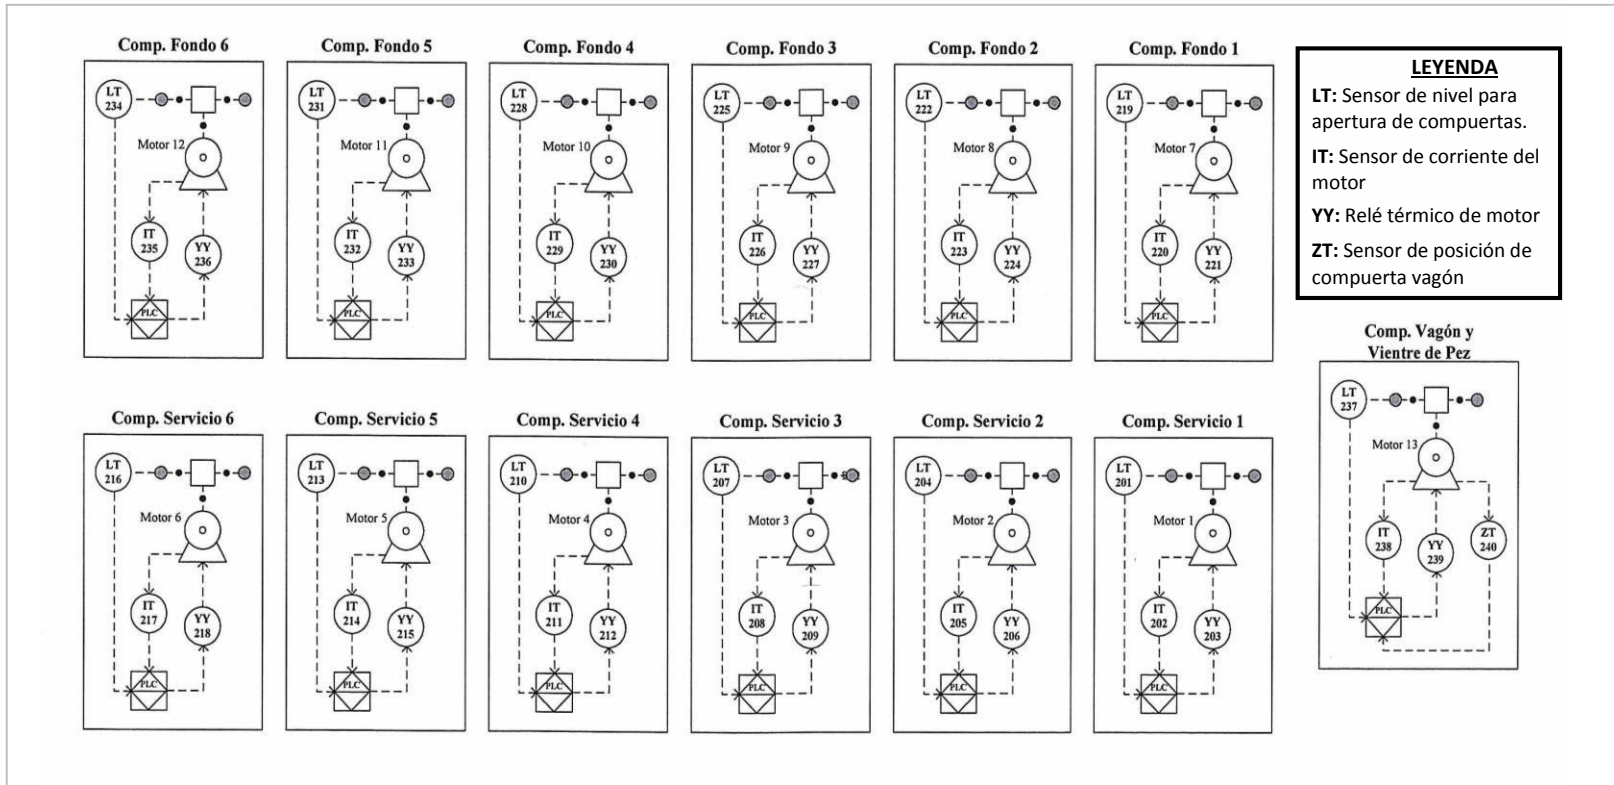 Comp. Fondo 6
LT
234
Motor 12
IT
235
YY
236
PLC
Comp. Fondo 5
LT
231
Motor 11
IT
232
YY
233
PLC
Comp. Fondo 4
LT
228
Motor 10
IT
229
YY
230
PLC
Comp. Fondo 3
LT
225
Motor 9
IT
226
YY
227
PLC
Comp. Fondo 2
LT
222
Motor 8
IT
223
YY
224
PLC
Comp. Fondo 1
LT
219
Motor 7
IT
220
YY
221
PLC
LEYENDA
LT: Sensor de nivel para
apertura de compuertas.
IT: Sensor de corriente del
motor
YY: Relé térmico de motor
ZT: Sensor de posición de
compuerta vagón
Comp. Servicio 6
LT
216
Motor 6
IT
217
YY
218
PLC
Comp. Servicio 5
LT
213
Motor 5
IT
214
YY
215
PLC
Comp. Servicio 4
LT
210
Motor 4
IT
211
YY
212
PLC
Comp. Servicio 3
LT
207
Motor 3
IT
208
YY
209
PLC
Comp. Servicio 2
LT
204
Motor 2
IT
205
YY
206
PLC
Comp. Servicio 1
LT
201
Motor 1
IT
202
YY
203
PLC
Comp. Vagón y
Vientre de Pez
LT
237
Motor 13
IT
238
YY
239
ZT
240
PLC